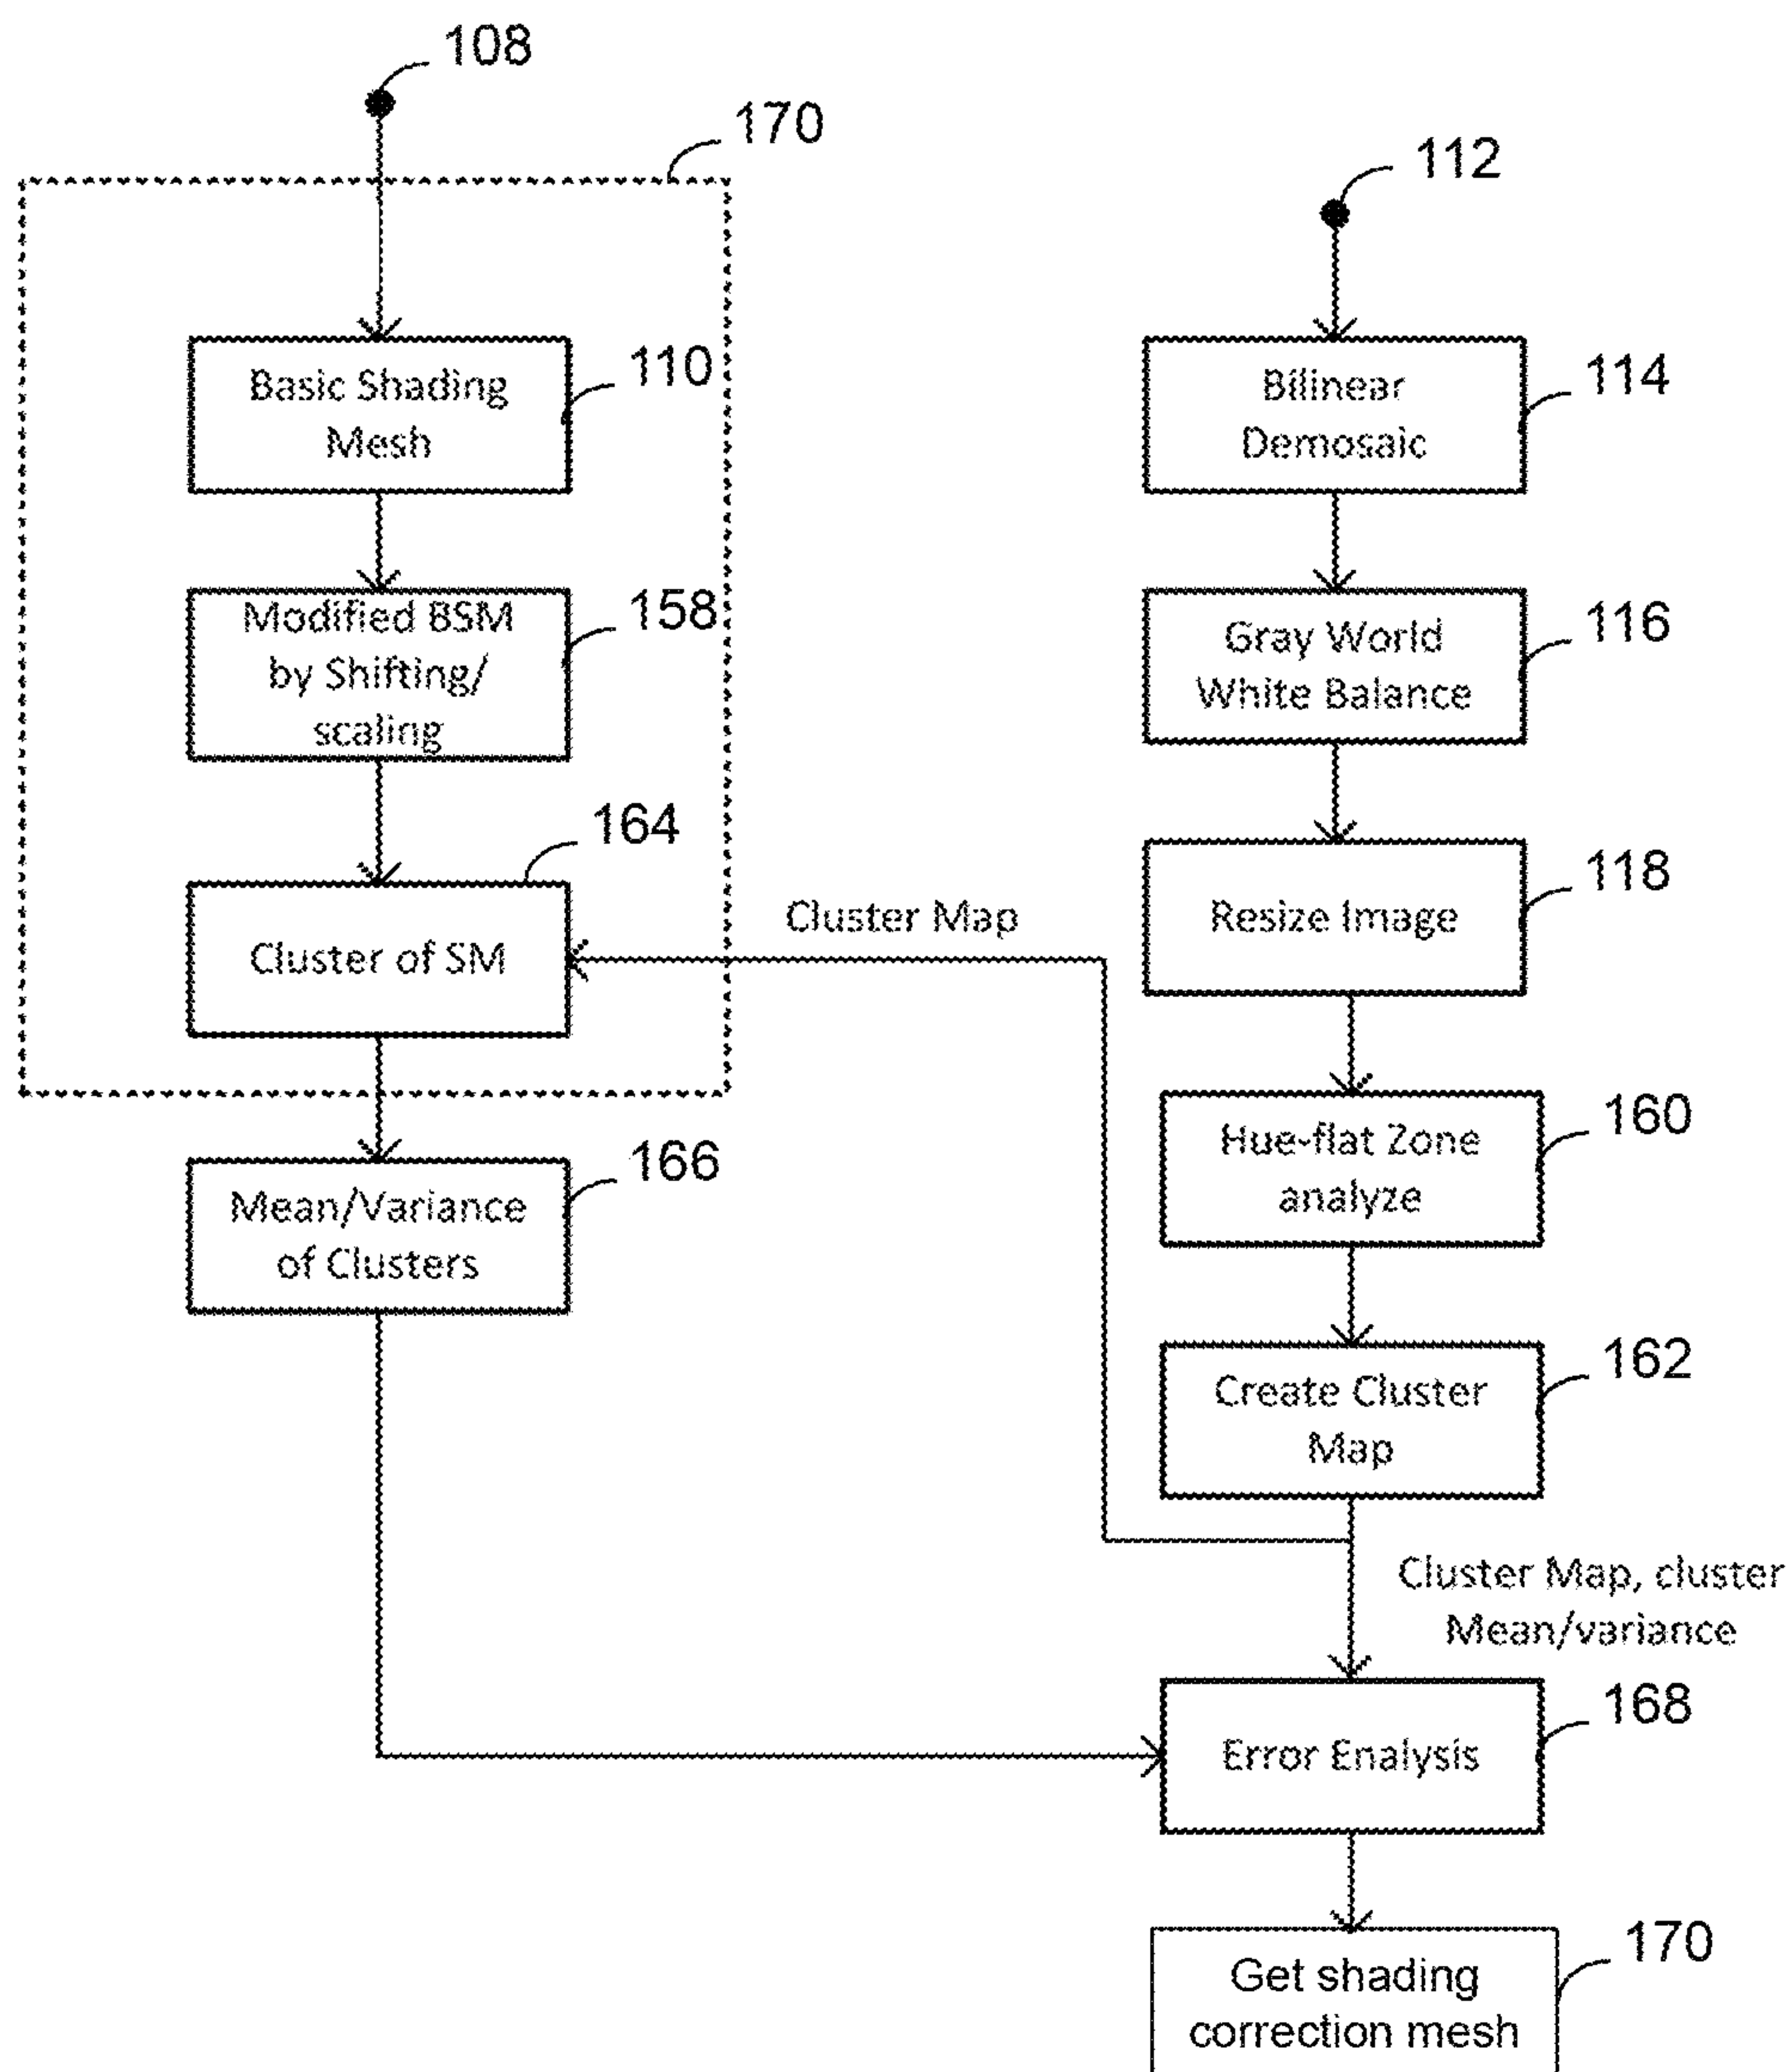 108
170
112
Basic Shading
Mesh
110
Bilinear
Demosaic
114
Modified BSM
by Shifting/
scaling
158
Gray World
White Balance
116
164
Cluster of SM
Cluster Map
Resize Image
118
Mean/Variance
of Clusters
166
Hue-flat Zone
analyze
160
Create Cluster
Map
162
Cluster Map, cluster
Mean/variance
Error Enalysis
168
Get shading
correction mesh
170